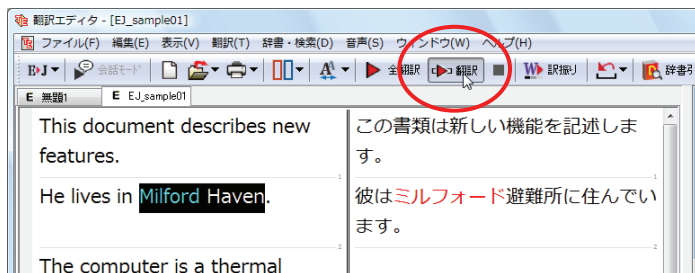 翻訳エディタ - [EJ_sample01]
ファイル(F) 編集(E) 表示(V) 翻訳(T) 辞書・検索(D) 音声(S) ウィンドウ(W) ヘルプ(H)
E▸J 会話モード 全翻訳 翻訳 訳振り 辞書引
E 無題1 E EJ_sample01
This document describes new
features.
この書類は新しい機能を記述しま
す。
1 1
He lives in Milford Haven.
彼はミルフォード避難所に住んでい
ます。
2 2
The computer is a thermal